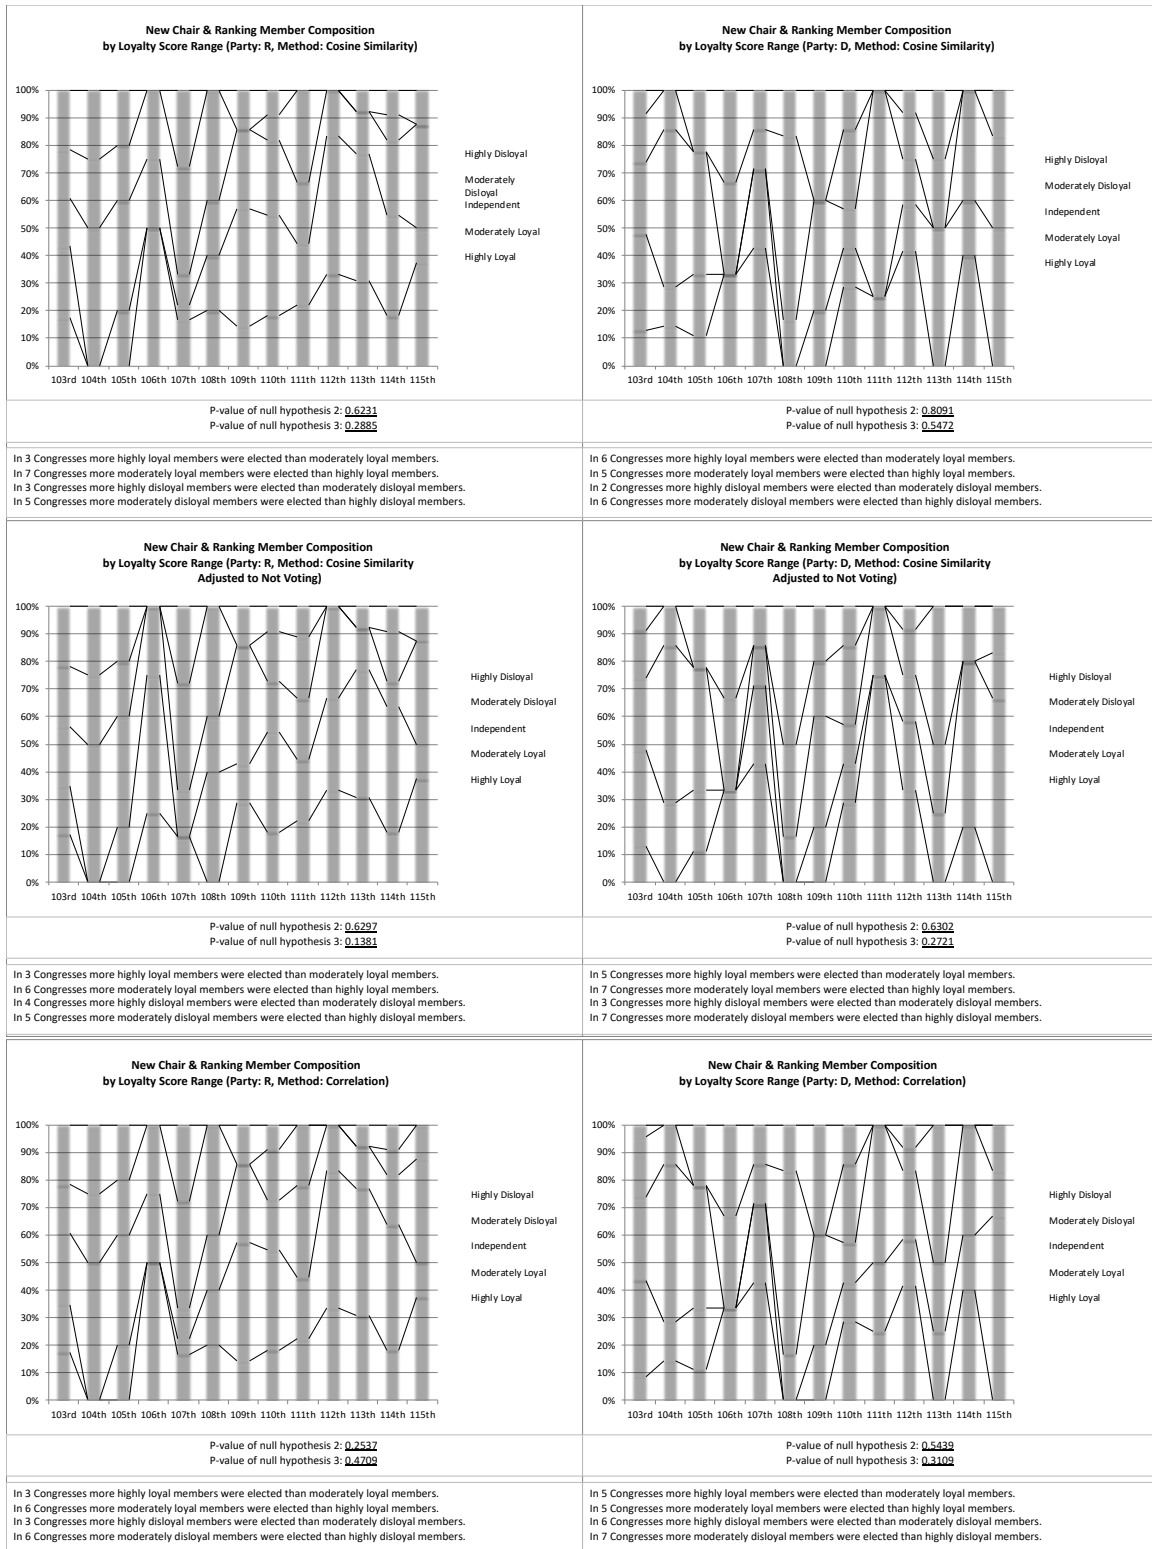 New Chair & Ranking Member Composition
by Loyalty Score Range (Party: R, Method: Cosine Similarity)
100%
90%
80%
70%
60%
50%
40%
30%
20%
10%
0%
103rd 104th 105th 106th 107th 108th 109th 110th 111th 112th 113th 114th 115th
Highly Disloyal
Moderately
Disloyal
Independent
Moderately Loyal
Highly Loyal
P-value of null hypothesis 2: 0.6231
P-value of null hypothesis 3: 0.2885
In 3 Congresses more highly loyal members were elected than moderately loyal members.
In 7 Congresses more moderately loyal members were elected than highly loyal members.
In 3 Congresses more highly disloyal members were elected than moderately disloyal members.
In 5 Congresses more moderately disloyal members were elected than highly disloyal members.
New Chair & Ranking Member Composition
by Loyalty Score Range (Party: D, Method: Cosine Similarity)
100%
90%
80%
70%
60%
50%
40%
30%
20%
10%
0%
103rd 104th 105th 106th 107th 108th 109th 110th 111th 112th 113th 114th 115th
Highly Disloyal
Moderately Disloyal
Independent
Moderately Loyal
Highly Loyal
P-value of null hypothesis 2: 0.8091
P-value of null hypothesis 3: 0.5472
In 6 Congresses more highly loyal members were elected than moderately loyal members.
In 5 Congresses more moderately loyal members were elected than highly loyal members.
In 2 Congresses more highly disloyal members were elected than moderately disloyal members.
In 6 Congresses more moderately disloyal members were elected than highly disloyal members.
New Chair & Ranking Member Composition
by Loyalty Score Range (Party: R, Method: Cosine Similarity
Adjusted to Not Voting)
100%
90%
80%
70%
60%
50%
40%
30%
20%
10%
0%
103rd 104th 105th 106th 107th 108th 109th 110th 111th 112th 113th 114th 115th
Highly Disloyal
Moderately Disloyal
Independent
Moderately Loyal
Highly Loyal
P-value of null hypothesis 2: 0.6297
P-value of null hypothesis 3: 0.1381
In 3 Congresses more highly loyal members were elected than moderately loyal members.
In 6 Congresses more moderately loyal members were elected than highly loyal members.
In 4 Congresses more highly disloyal members were elected than moderately disloyal members.
In 5 Congresses more moderately disloyal members were elected than highly disloyal members.
New Chair & Ranking Member Composition
by Loyalty Score Range (Party: D, Method: Cosine Similarity
Adjusted to Not Voting)
100%
90%
80%
70%
60%
50%
40%
30%
20%
10%
0%
103rd 104th 105th 106th 107th 108th 109th 110th 111th 112th 113th 114th 115th
Highly Disloyal
Moderately Disloyal
Independent
Moderately Loyal
Highly Loyal
P-value of null hypothesis 2: 0.6302
P-value of null hypothesis 3: 0.2721
In 5 Congresses more highly loyal members were elected than moderately loyal members.
In 7 Congresses more moderately loyal members were elected than highly loyal members.
In 3 Congresses more highly disloyal members were elected than moderately disloyal members.
In 7 Congresses more moderately disloyal members were elected than highly disloyal members.
New Chair & Ranking Member Composition
by Loyalty Score Range (Party: R, Method: Correlation)
100%
90%
80%
70%
60%
50%
40%
30%
20%
10%
0%
103rd 104th 105th 106th 107th 108th 109th 110th 111th 112th 113th 114th 115th
Highly Disloyal
Moderately Disloyal
Independent
Moderately Loyal
Highly Loyal
P-value of null hypothesis 2: 0.2537
P-value of null hypothesis 3: 0.4709
In 3 Congresses more highly loyal members were elected than moderately loyal members.
In 6 Congresses more moderately loyal members were elected than highly loyal members.
In 3 Congresses more highly disloyal members were elected than moderately disloyal members.
In 6 Congresses more moderately disloyal members were elected than highly disloyal members.
New Chair & Ranking Member Composition
by Loyalty Score Range (Party: D, Method: Correlation)
100%
90%
80%
70%
60%
50%
40%
30%
20%
10%
0%
103rd 104th 105th 106th 107th 108th 109th 110th 111th 112th 113th 114th 115th
Highly Disloyal
Moderately Disloyal
Independent
Moderately Loyal
Highly Loyal
P-value of null hypothesis 2: 0.5439
P-value of null hypothesis 3: 0.3109
In 5 Congresses more highly loyal members were elected than moderately loyal members.
In 5 Congresses more moderately loyal members were elected than highly loyal members.
In 6 Congresses more highly disloyal members were elected than moderately disloyal members.
In 7 Congresses more moderately disloyal members were elected than highly disloyal members.